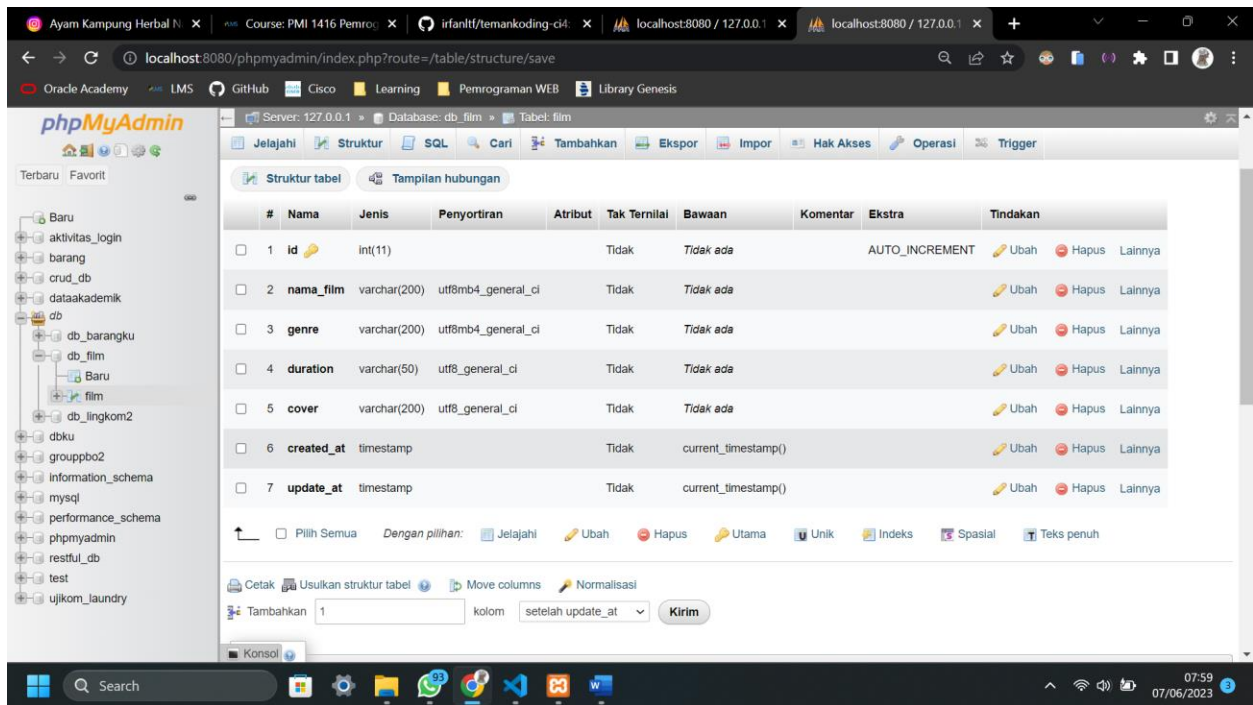 Ayam Kampung Herbal N
Course: PMI 1416 Pemrog
irfanltf/temankoding-ci4:
localhost:8080 / 127.0.0.1
localhost:8080 / 127.0.0.1
localhost:8080/phpmyadmin/index.php?route=/table/structure/save
Oracle Academy LMS GitHub Cisco Learning Pemrograman WEB Library Genesis
phpMyAdmin
Terbaru Favorit
Baru
aktivitas_login
barang
crud_db
dataakademik
db
db_barangku
db_film
Baru
film
db_lingkom2
dbku
grouppbo2
information_schema
mysql
performance_schema
phpmyadmin
restful_db
test
ujikom_laundry
Server: 127.0.0.1 » Database: db_film » Tabel: film
Jelajahi Struktur SQL Cari Tambahkan Ekspor Impor Hak Akses Operasi Trigger
Struktur tabel Tampilan hubungan
# Nama Jenis Penyortiran Atribut Tak Ternilai Bawaan Komentar Ekstra Tindakan
1 id int(11) Tidak Tidak ada AUTO_INCREMENT Ubah Hapus Lainnya
2 nama_film varchar(200) utf8mb4_general_ci Tidak Tidak ada Ubah Hapus Lainnya
3 genre varchar(200) utf8mb4_general_ci Tidak Tidak ada Ubah Hapus Lainnya
4 duration varchar(50) utf8_general_ci Tidak Tidak ada Ubah Hapus Lainnya
5 cover varchar(200) utf8_general_ci Tidak Tidak ada Ubah Hapus Lainnya
6 created_at timestamp Tidak current_timestamp() Ubah Hapus Lainnya
7 update_at timestamp Tidak current_timestamp() Ubah Hapus Lainnya
Pilih Semua Dengan pilihan: Jelajahi Ubah Hapus Utama Unik Indeks Spasial Teks penuh
Cetak Usulkan struktur tabel Move columns Normalisasi
Tambahkan 1 kolom setelah update_at Kirim
Konsol
Search
93
07:59
07/06/2023
3